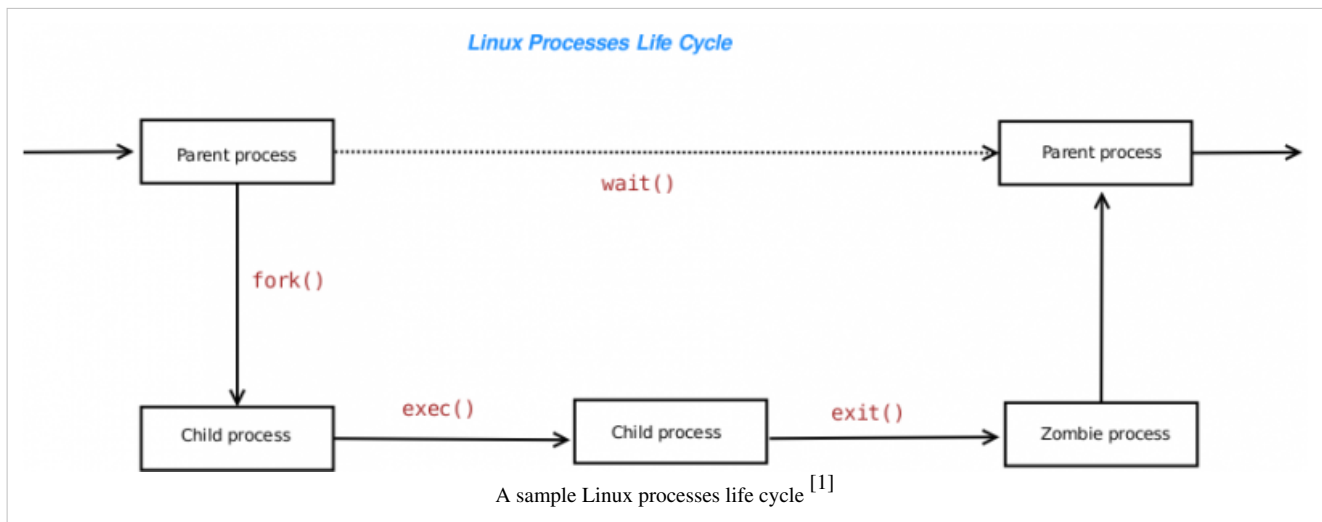 Linux Processes Life Cycle
Parent process
Parent process
wait()
fork()
exec()
exit()
Child process
Child process
Zombie process
A sample Linux processes life cycle [1]